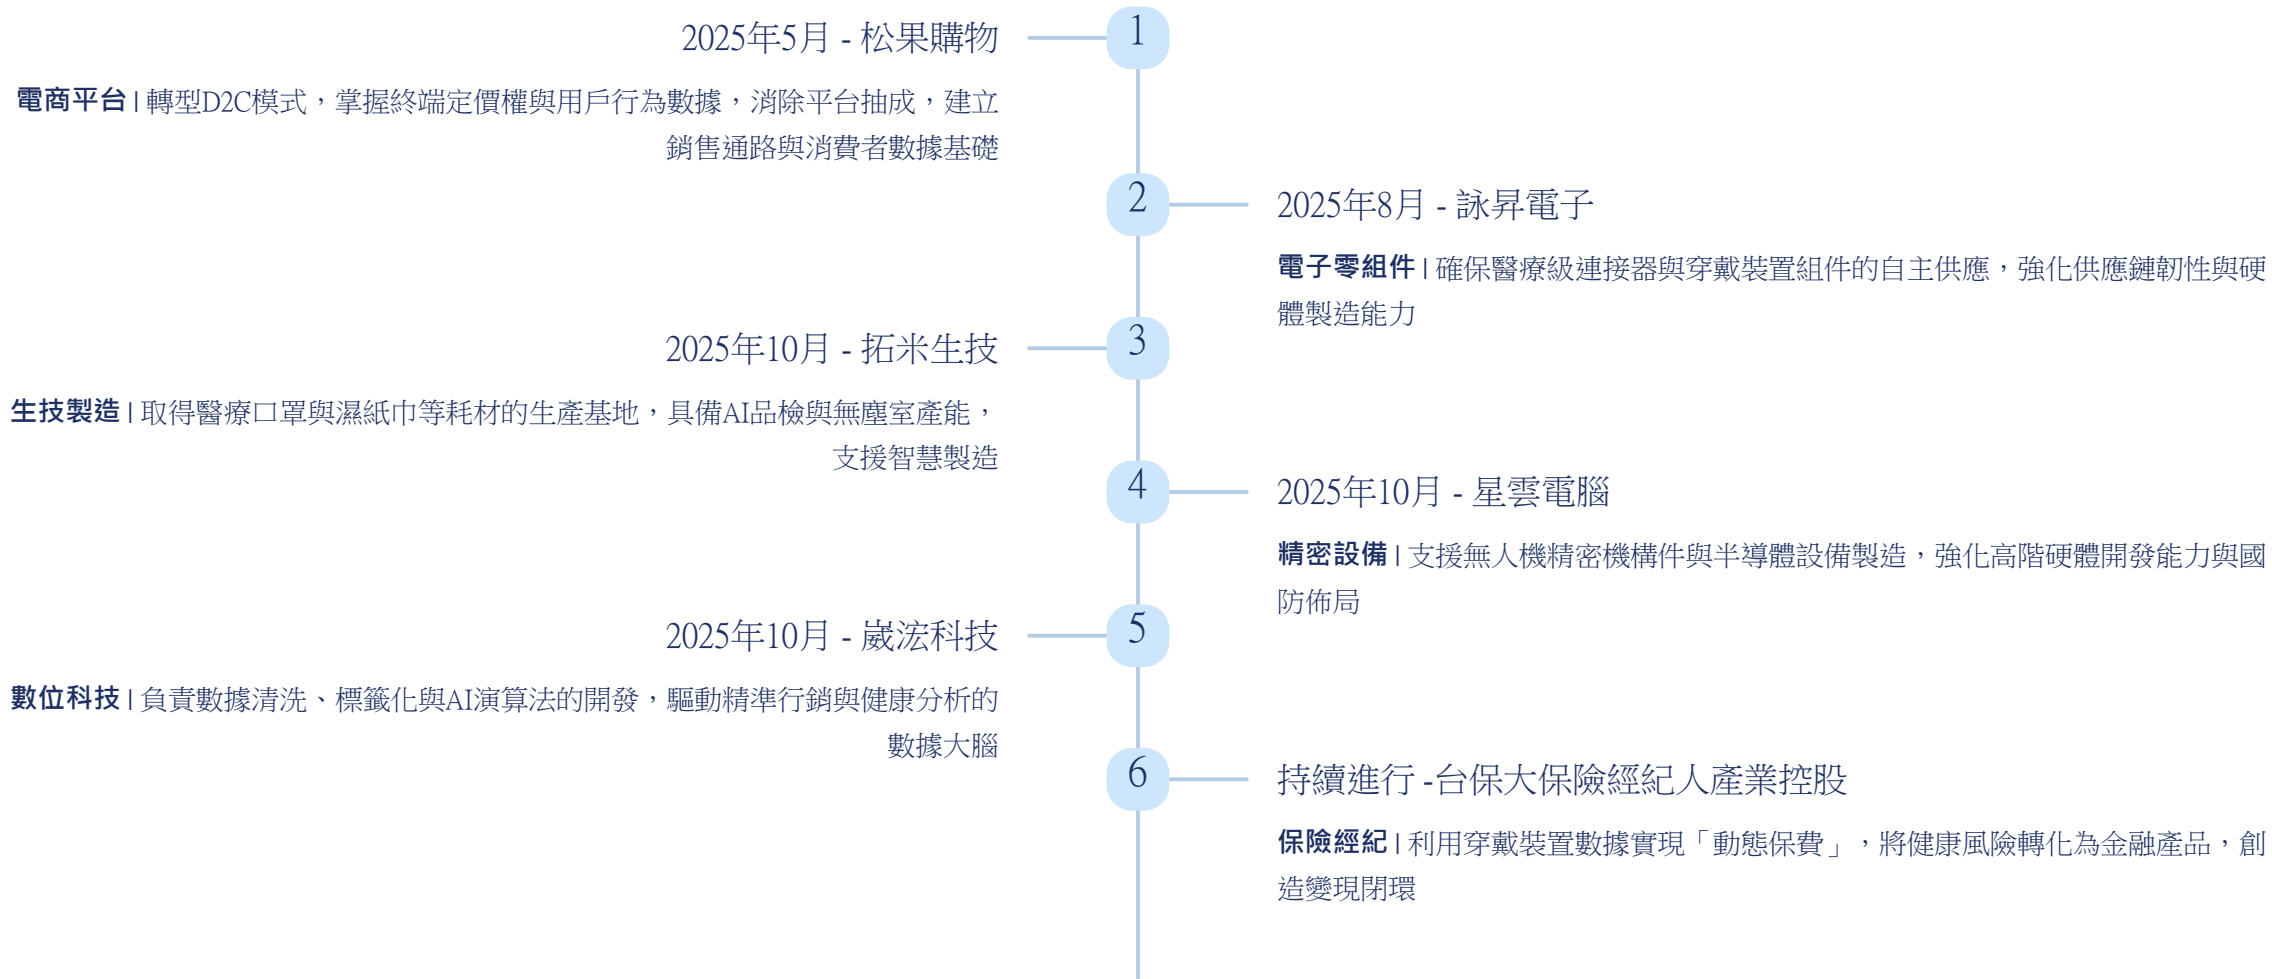 1
2025年5月 - 松果購物
電商平台 | 轉型D2C模式，掌握終端定價權與用戶行為數據，消除平台抽成，建立
銷售通路與消費者數據基礎
2
2025年8月 - 詠昇電子
電子零組件 | 確保醫療級連接器與穿戴裝置組件的自主供應，強化供應鏈韌性與硬
體製造能力
3
2025年10月 - 拓米生技
生技製造 | 取得醫療口罩與濕紙巾等耗材的生產基地，具備AI品檢與無塵室產能，
支援智慧製造
4
2025年10月 - 星雲電腦
精密設備 | 支援無人機精密機構件與半導體設備製造，強化高階硬體開發能力與國
防佈局
5
2025年10月 - 崴浤科技
數位科技 | 負責數據清洗、標籤化與AI演算法的開發，驅動精準行銷與健康分析的
數據大腦
6
持續進行 -台保大保險經紀人產業控股
保險經紀 | 利用穿戴裝置數據實現「動態保費」，將健康風險轉化為金融產品，創
造變現閉環